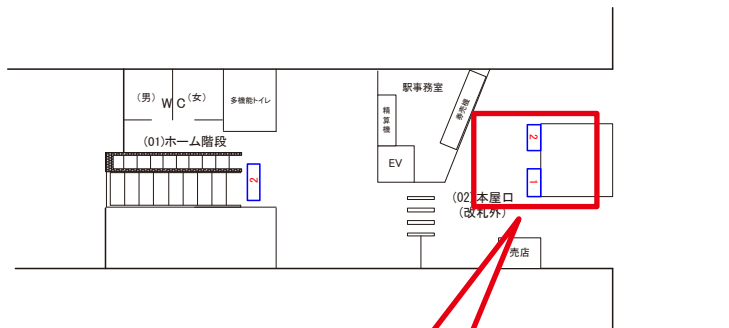 (男) WC (女)
多機能トイレ
(01)ホーム階段
2
駅事務室
精算機
券売機
EV
2
1
(02)本屋口
(改札外)
売店